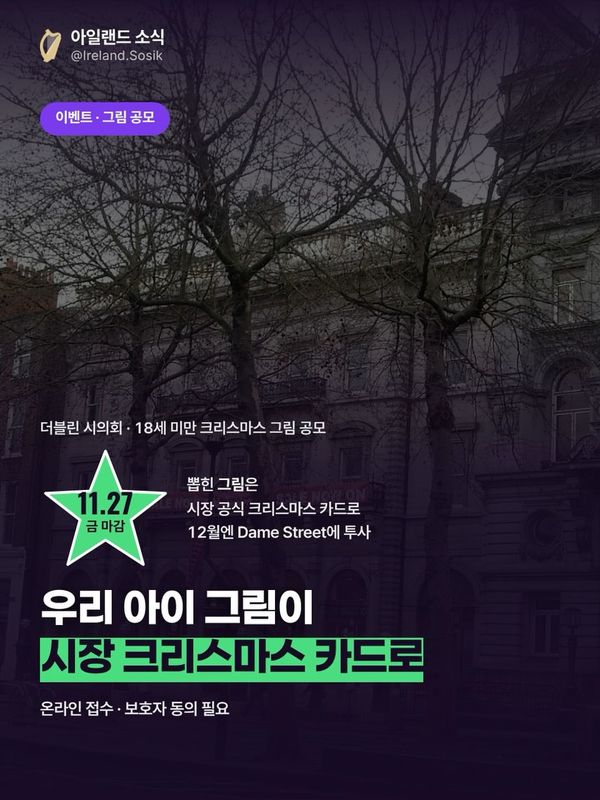 아일랜드 소식
@Ireland.Sosik
이벤트 · 그림 공모
더블린 시의회 · 18세 미만 크리스마스 그림 공모
11.27
금 마감
뽑힌 그림은
시장 공식 크리스마스 카드로
12월엔 Dame Street에 투사
우리 아이 그림이
시장 크리스마스 카드로
온라인 접수 · 보호자 동의 필요